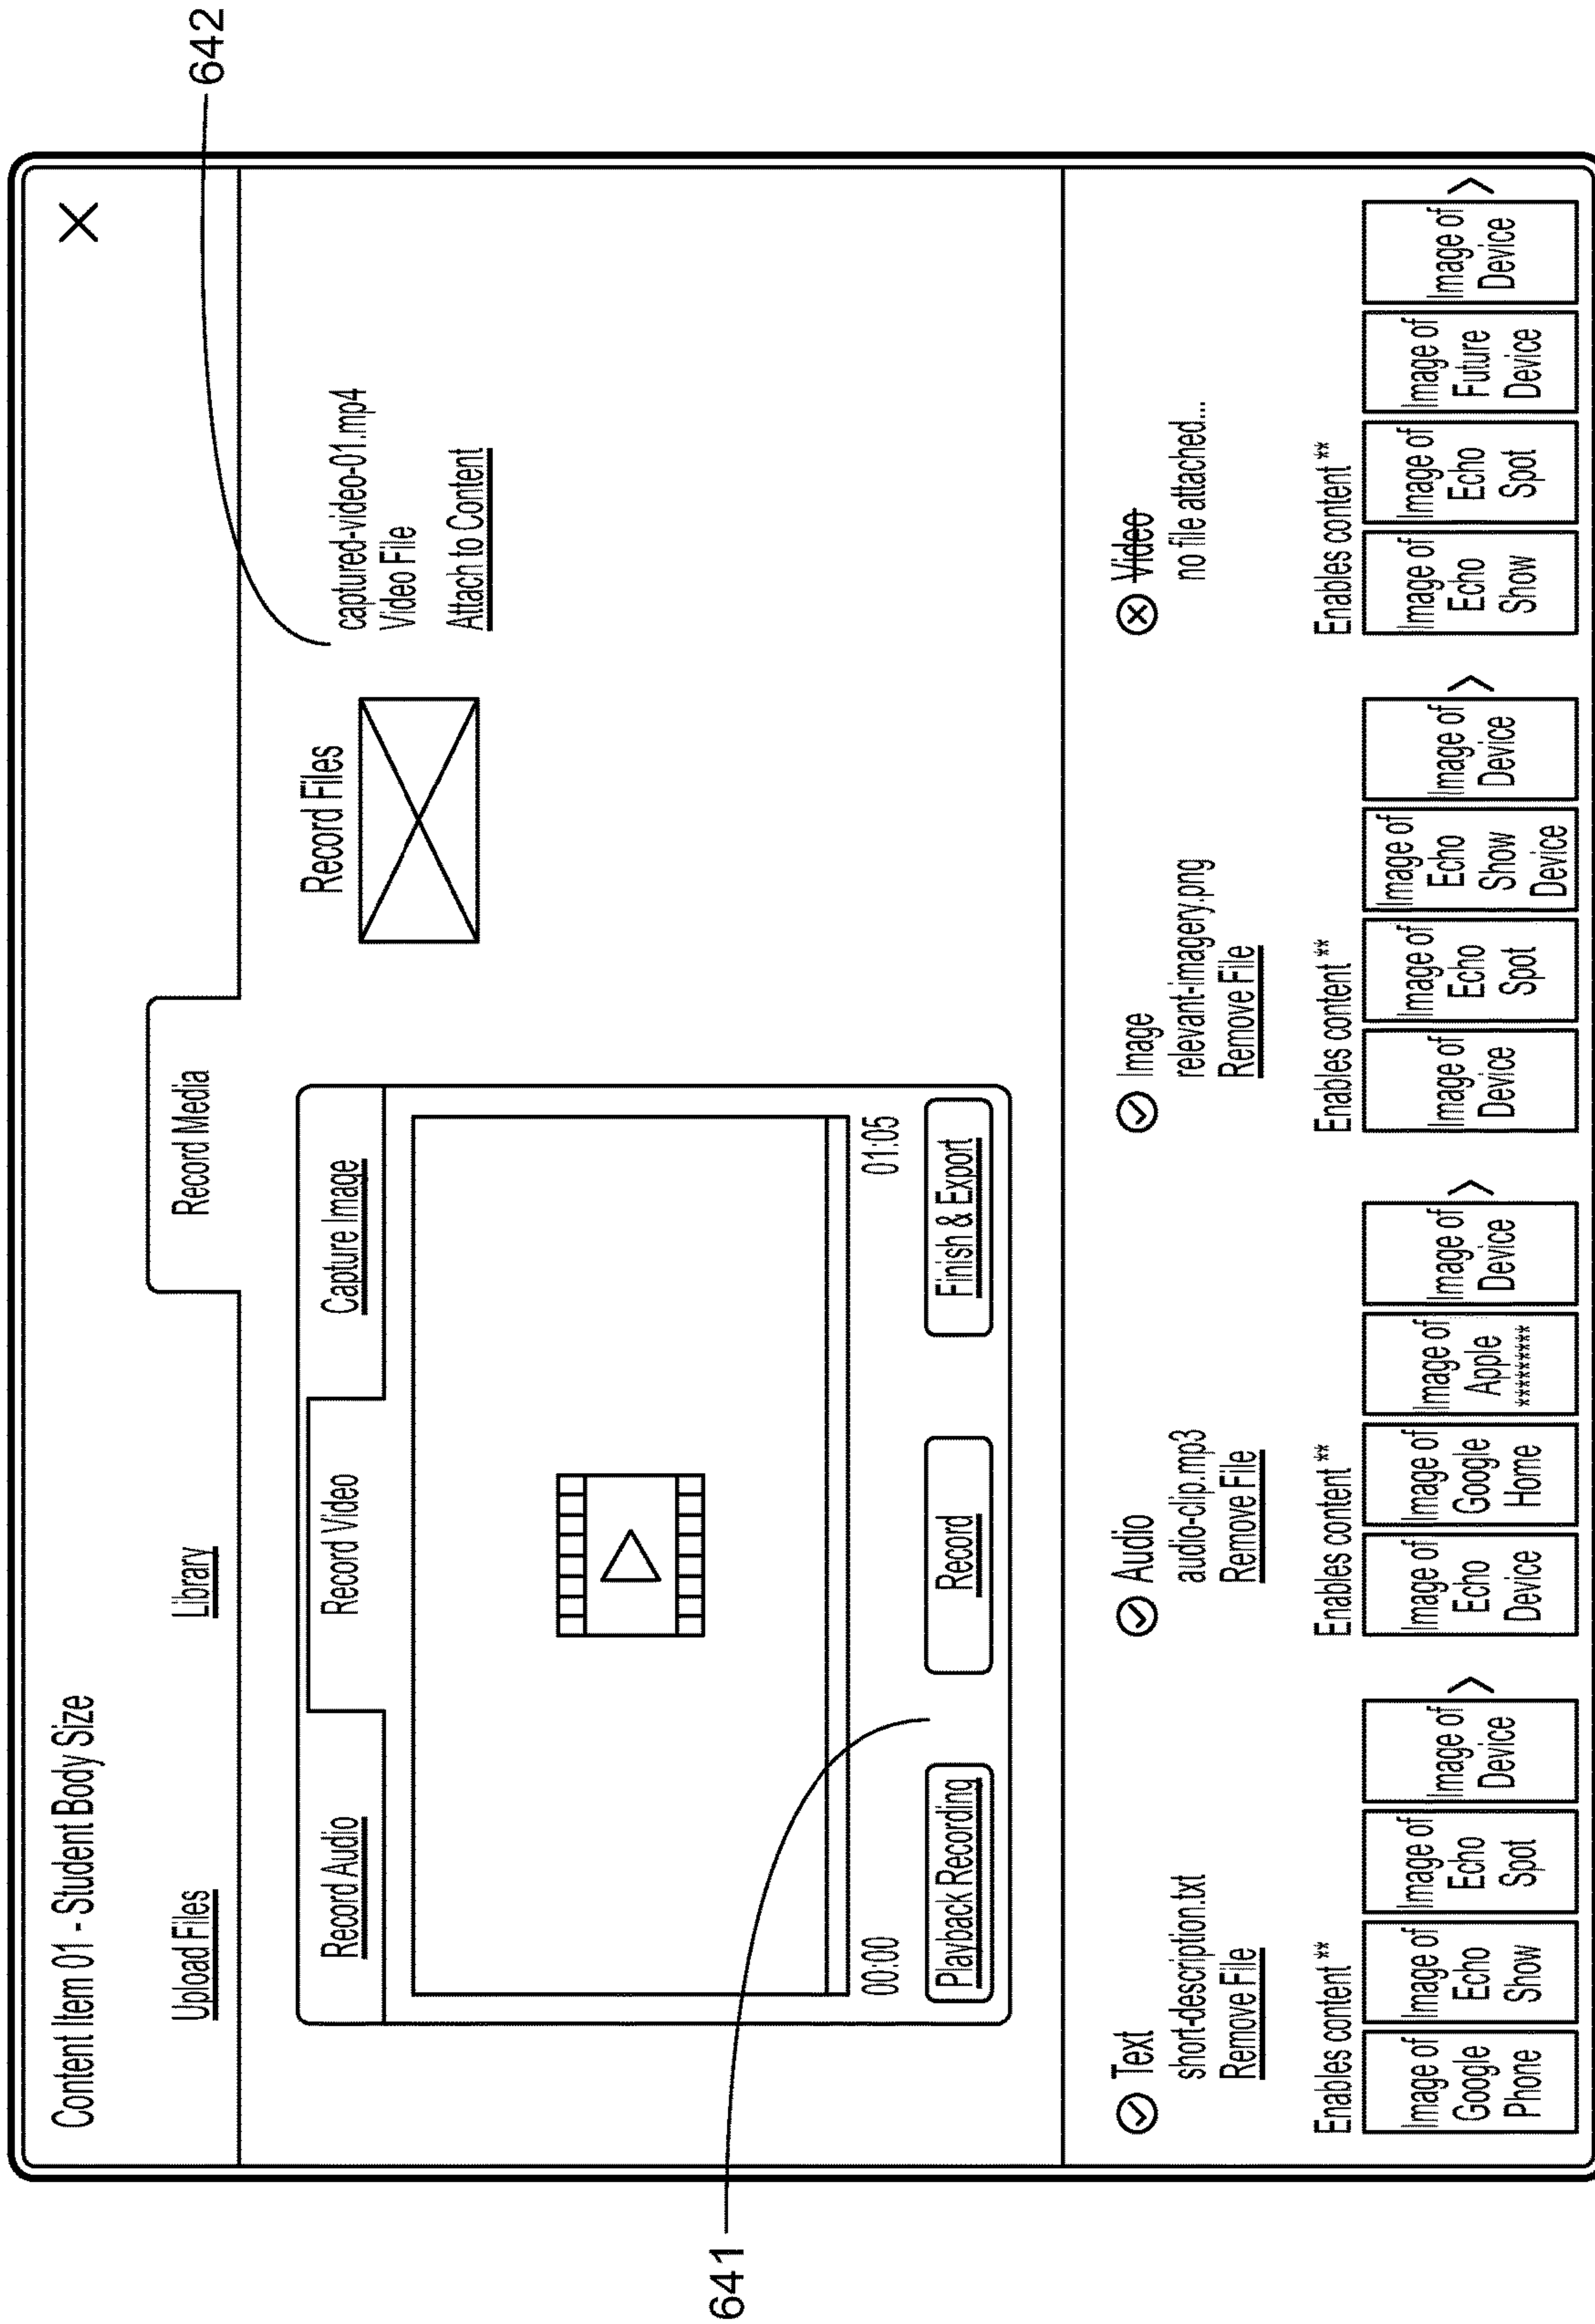 642
Content Item 01 - Student Body Size
Upload Files
Library
Record Media
Record Audio
Record Video
Capture Image
00:00
01:05
Playback Recording
Record
Finish & Export
Record Files
captured-video-01.mp4
Video File
Attach to Content
641
Text
short-description.txt
Remove File
Enables content **
Image of
Google
Phone
Image of
Echo
Show
Image of
Echo
Spot
Image of
Device
Audio
audio-clip.mp3
Remove File
Enables content **
Image of
Echo
Device
Image of
Google
Home
Image of
Apple
*********
Image of
Device
Image
relevant-imagery.png
Remove File
Enables content **
Image of
Device
Image of
Echo
Spot
Image of
Echo
Show
Device
Image of
Device
Video
no file attached...
Enables content **
Image of
Echo
Show
Image of
Echo
Spot
Image of
Future
Device
Image of
Device